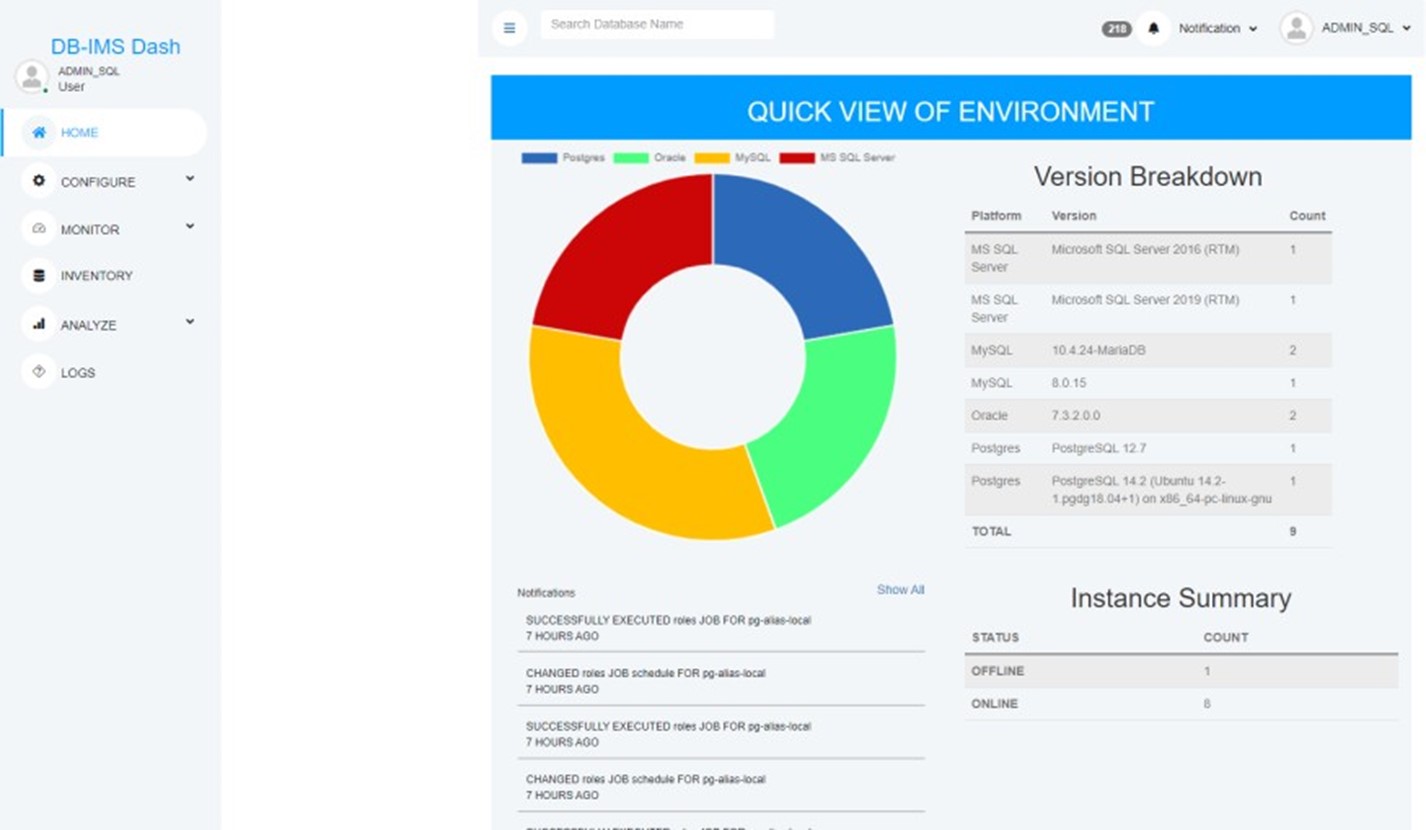 DB-IMS Dash
ADMIN_SQL
User
HOME
CONFIGURE
MONITOR
INVENTORY
ANALYZE
LOGS
Search Database Name
218
Notification
ADMIN_SQL
QUICK VIEW OF ENVIRONMENT
Postgres Oracle MySQL MS SQL Server
Version Breakdown
Platform Version Count
MS SQL Microsoft SQL Server 2016 (RTM) 1
Server
MS SQL Microsoft SQL Server 2019 (RTM) 1
Server
MySQL 10.4.24-MariaDB 2
MySQL 8.0.15 1
Oracle 7.3.2.0.0 2
Postgres PostgreSQL 12.7 1
Postgres PostgreSQL 14.2 (Ubuntu 14.2- 1
1.pgdg18.04+1) on x86_64-pc-linux-gnu
TOTAL 9
Notifications Show All
SUCCESSFULLY EXECUTED roles JOB FOR pg-alias-local
7 HOURS AGO
CHANGED roles JOB schedule FOR pg-alias-local
7 HOURS AGO
SUCCESSFULLY EXECUTED roles JOB FOR pg-alias-local
7 HOURS AGO
CHANGED roles JOB schedule FOR pg-alias-local
7 HOURS AGO
Instance Summary
STATUS COUNT
OFFLINE 1
ONLINE 8